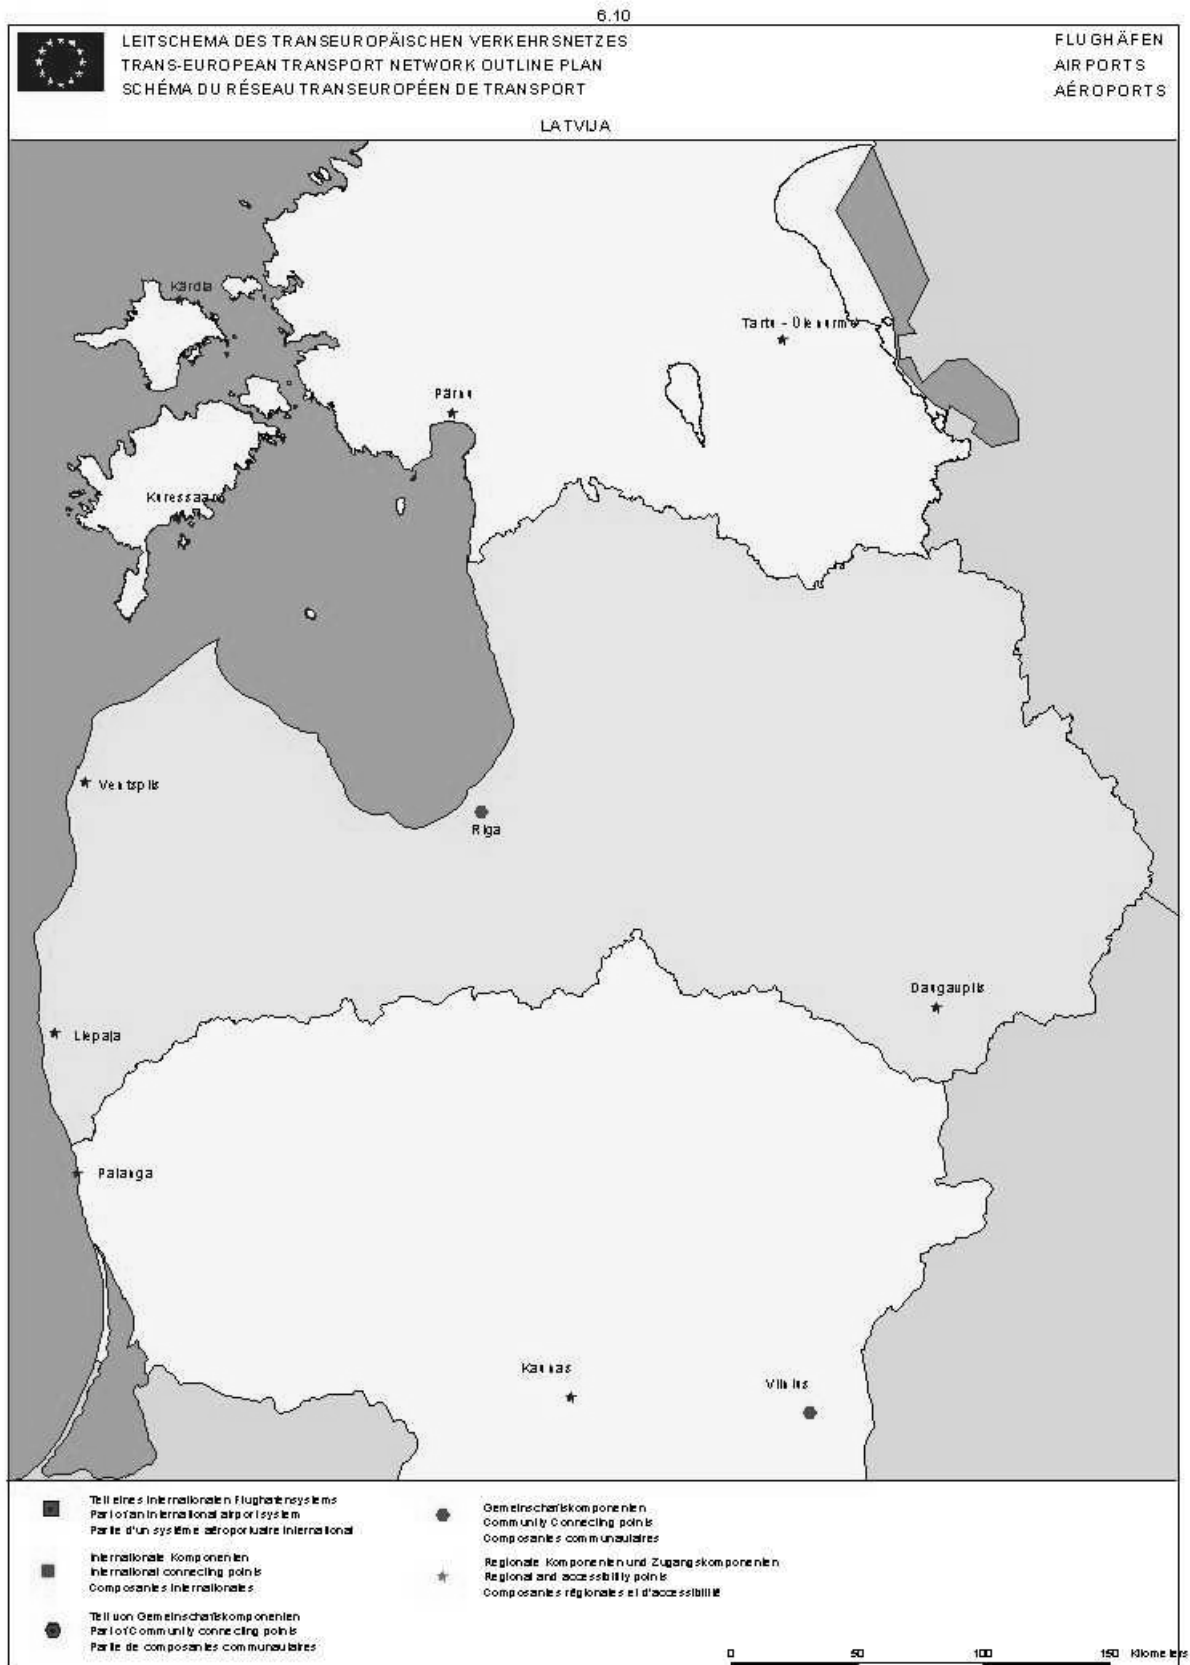 6.10
LEITSCHEMA DES TRANSEUROPÄISCHEN VERKEHRSNETZES
TRANS-EUROPEAN TRANSPORT NETWORK OUTLINE PLAN
SCHÉMA DU RÉSEAU TRANSEUROPÉEN DE TRANSPORT
FLUGHÄFEN
AIRPORTS
AÉROPORTS
LATVIJA
Kärdla
Tartu - Ülenurme
Pärnu
Kuressaare
Ventspils
Riga
Daugavpils
Liepaja
Palanga
Kaunas
Vilnius
Teil eines internationalen Flughafensystems
Part of an international airport system
Partie d'un système aéroportuaire international
Internationale Komponenten
International connecting points
Composantes internationales
Teil von Gemeinschaftskomponenten
Part of Community connecting points
Partie de composantes communautaires
Gemeinschaftskomponenten
Community Connecting points
Composantes communautaires
Regionale Komponenten und Zugangskomponenten
Regional and accessibility points
Composantes régionales et d'accessibilité
0 50 100 150 Kilometers